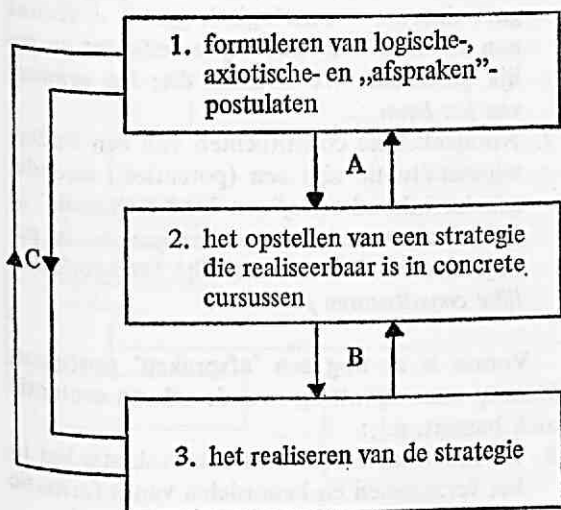 1. formuleren van logische-,
axiotische- en „afspraken”-
postulaten
A
2. het opstellen van een strategie
die realiseerbaar is in concrete
cursussen
C
B
3. het realiseren van de strategie